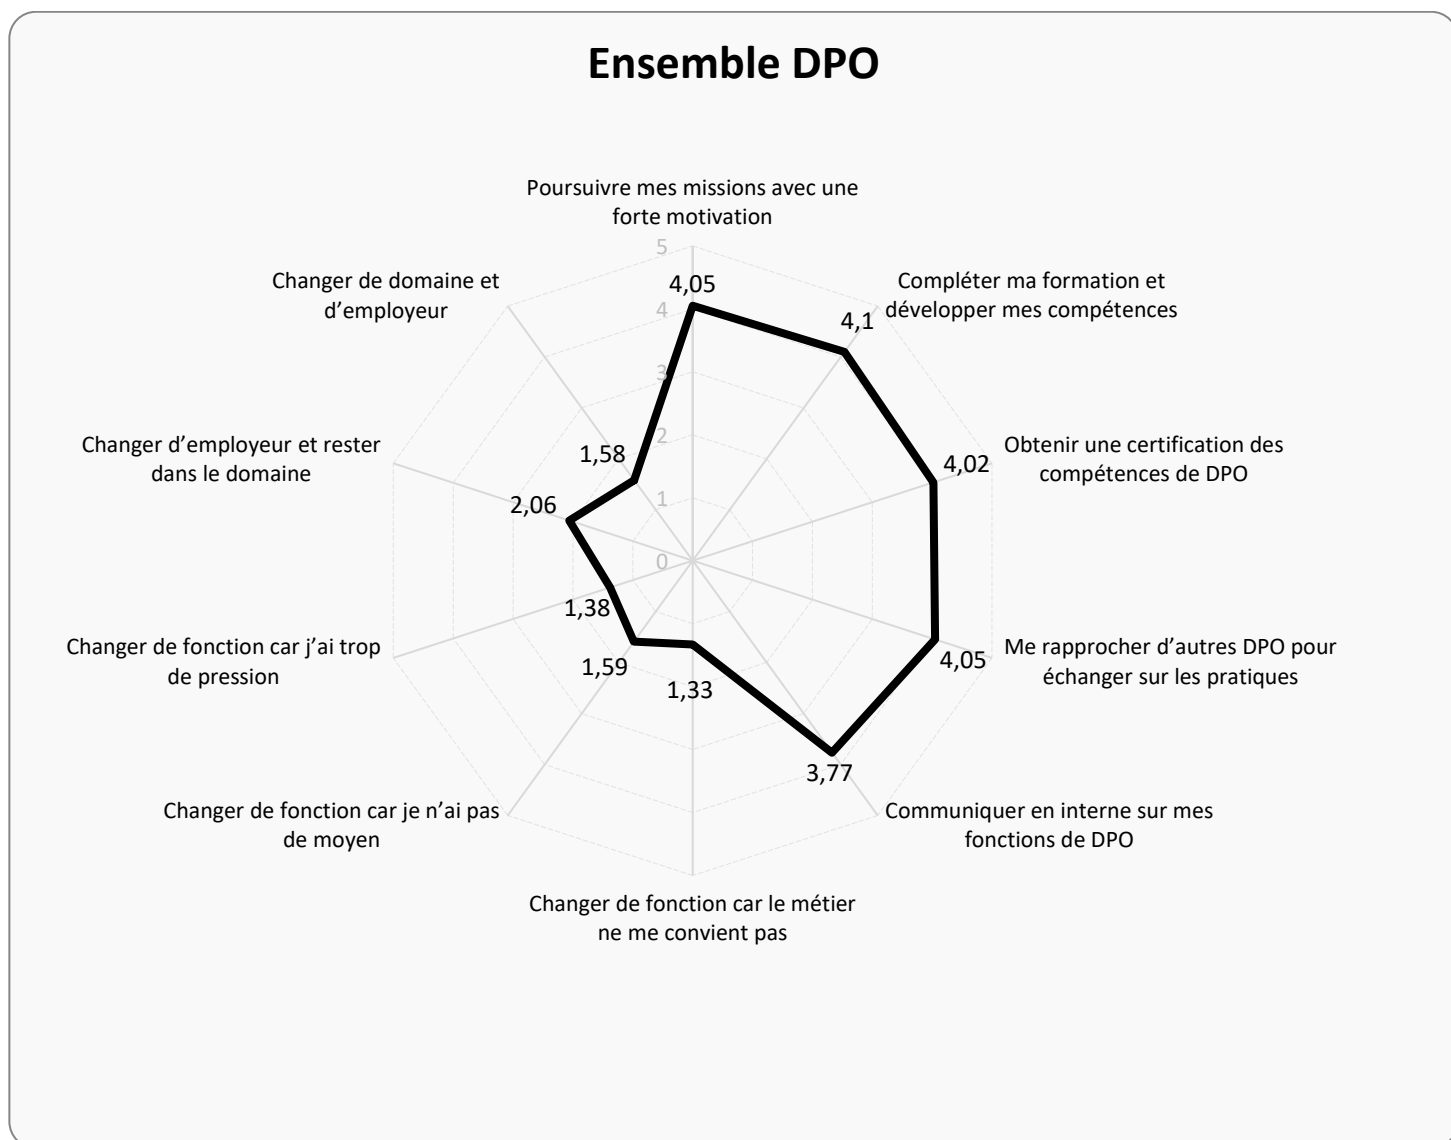 Ensemble DPO
Poursuivre mes missions avec une
forte motivation
Compléter ma formation et
développer mes compétences
Obtenir une certification des
compétences de DPO
Me rapprocher d’autres DPO pour
échanger sur les pratiques
Communiquer en interne sur mes
fonctions de DPO
Changer de fonction car le métier
ne me convient pas
Changer de fonction car je n’ai pas
de moyen
Changer de fonction car j’ai trop
de pression
Changer d’employeur et rester
dans le domaine
Changer de domaine et
d’employeur
4,05
4,1
4,02
4,05
3,77
1,33
1,59
1,38
2,06
1,58
5
4
3
2
1
0